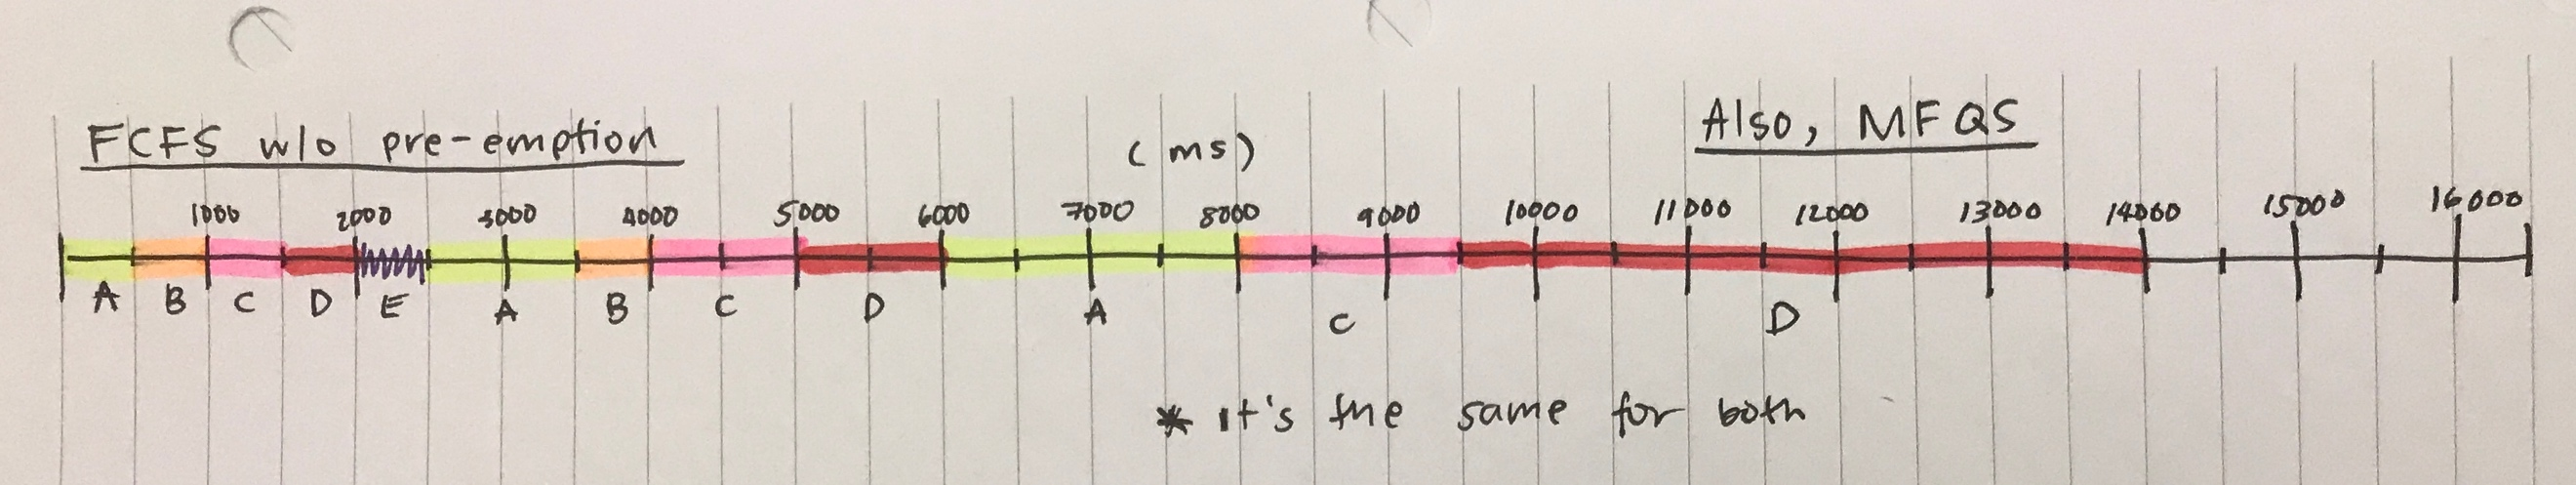 FCFS w/o pre-emption
(ms)
Also, MFQS
1000 2000 3000 4000 5000 6000 7000 8000 9000 10000 11000 12000 13000 14000 15000 16000
A B C D E A B C D A C D
* it's the same for both